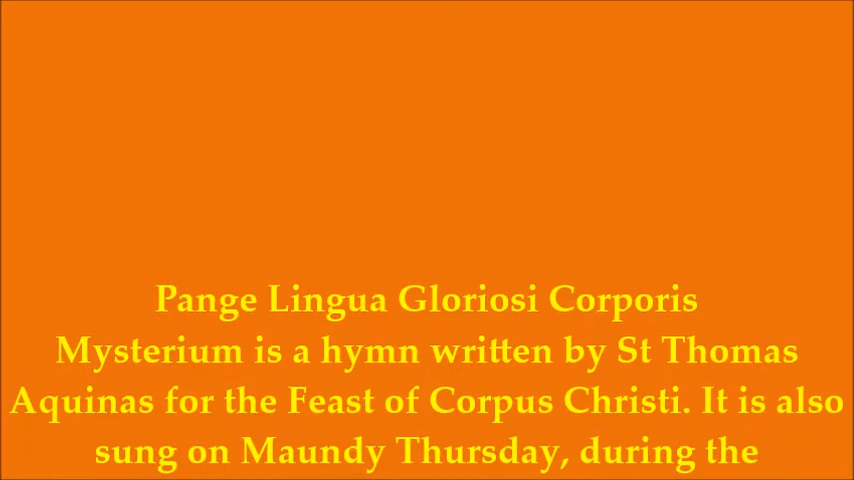 Pange Lingua Gloriosi Corporis
Mysterium is a hymn written by St Thomas
Aquinas for the Feast of Corpus Christi. It is also
sung on Maundy Thursday, during the